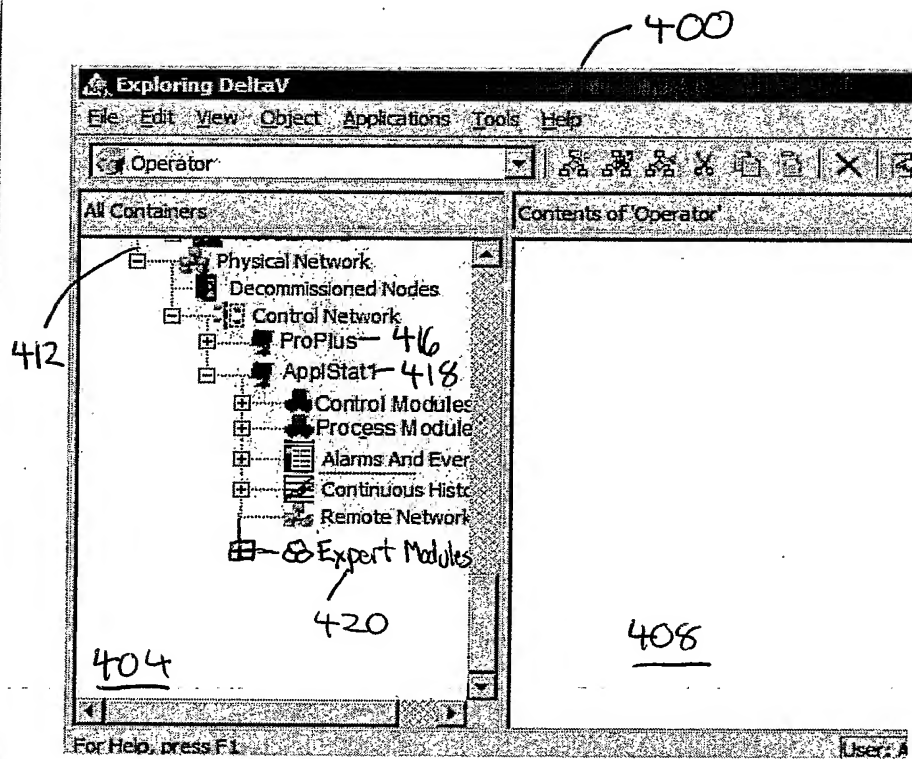 400
Exploring DeltaV
File Edit View Object Applications Tools Help
Operator
All Containers
Contents of 'Operator'
Physical Network
Decommissioned Nodes
Control Network
412
ProPlus 416
ApplStat1 418
Control Modules
Process Module
Alarms And Ever
Continuous Histo
Remote Network
Expert Modules
420
404
408
For Help, press F1
User: A